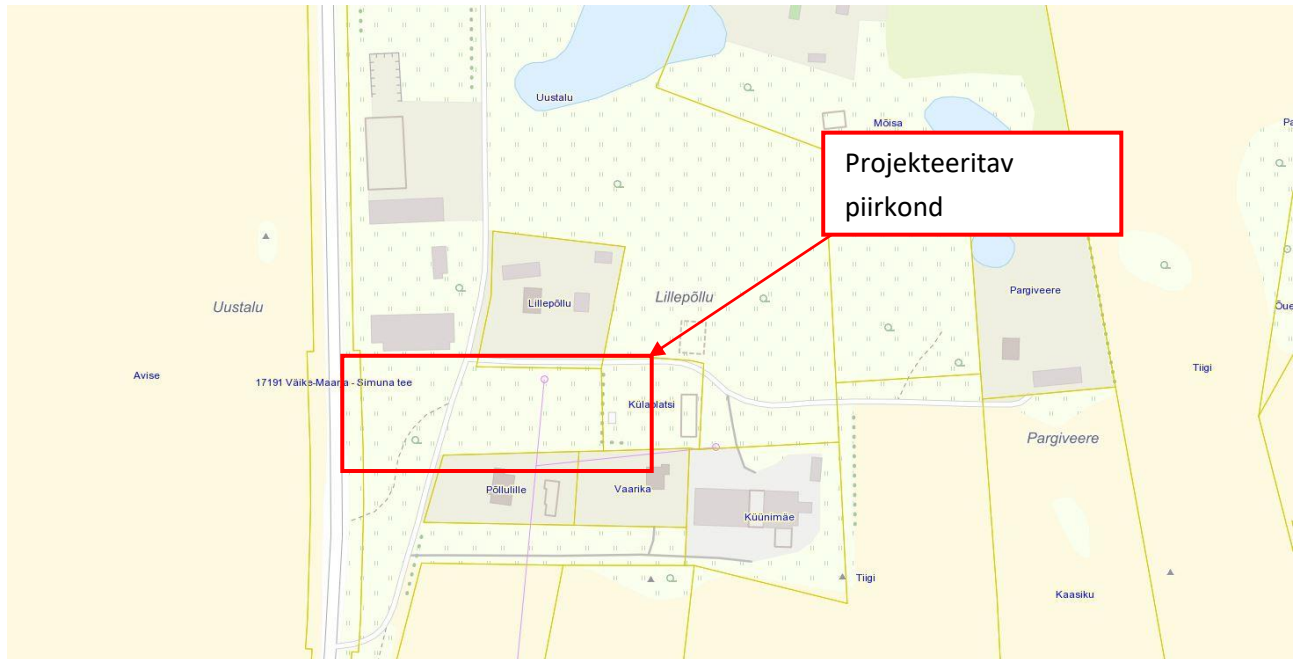 Uustalu
Mõisa
Projekteeritav
piirkond
Uustalu
Lillepõllu
Lillepõllu
Pargiveere
Avise
17191 Väike-Maarja - Simuna tee
Tiigi
Külaplatsi
Pargiveere
Põllulille
Vaarika
Küünimäe
Tiigi
Kaasiku